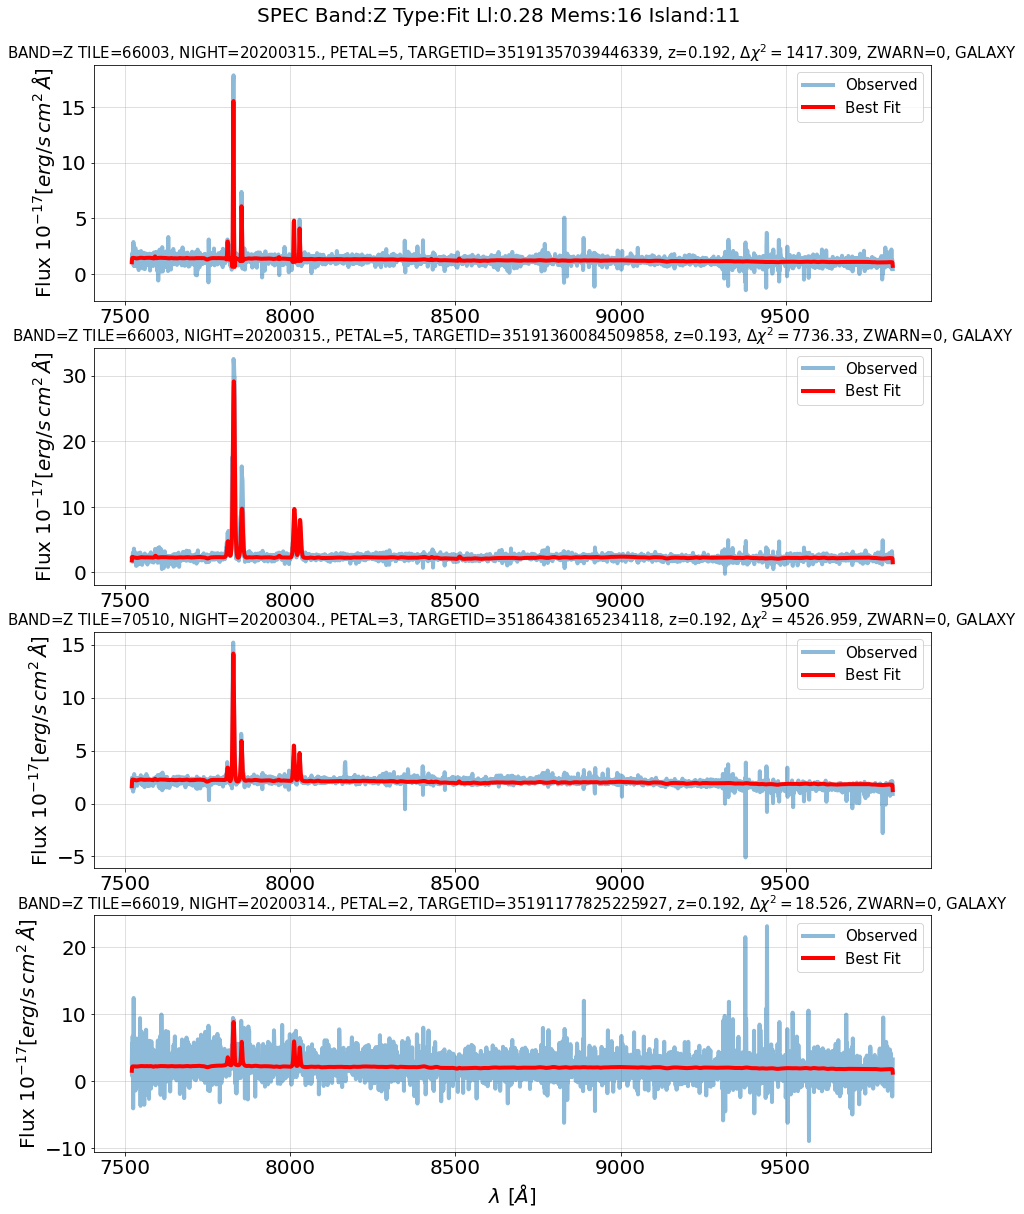 SPEC Band:Z Type:Fit Ll:0.28 Mems:16 Island:11
BAND=Z TILE=66003, NIGHT=20200315., PETAL=5, TARGETID=35191357039446339, z=0.192, Δχ² = 1417.309, ZWARN=0, GALAXY
Flux 10⁻¹⁷[erg/s cm² Å]
15
10
5
0
Observed
Best Fit
7500 8000 8500 9000 9500
BAND=Z TILE=66003, NIGHT=20200315., PETAL=5, TARGETID=35191360084509858, z=0.193, Δχ² = 7736.33, ZWARN=0, GALAXY
Flux 10⁻¹⁷[erg/s cm² Å]
30
20
10
0
Observed
Best Fit
7500 8000 8500 9000 9500
BAND=Z TILE=70510, NIGHT=20200304., PETAL=3, TARGETID=35186438165234118, z=0.192, Δχ² = 4526.959, ZWARN=0, GALAXY
Flux 10⁻¹⁷[erg/s cm² Å]
15
10
5
0
−5
Observed
Best Fit
7500 8000 8500 9000 9500
BAND=Z TILE=66019, NIGHT=20200314., PETAL=2, TARGETID=35191177825225927, z=0.192, Δχ² = 18.526, ZWARN=0, GALAXY
Flux 10⁻¹⁷[erg/s cm² Å]
20
10
0
−10
Observed
Best Fit
7500 8000 8500 9000 9500
λ [Å]